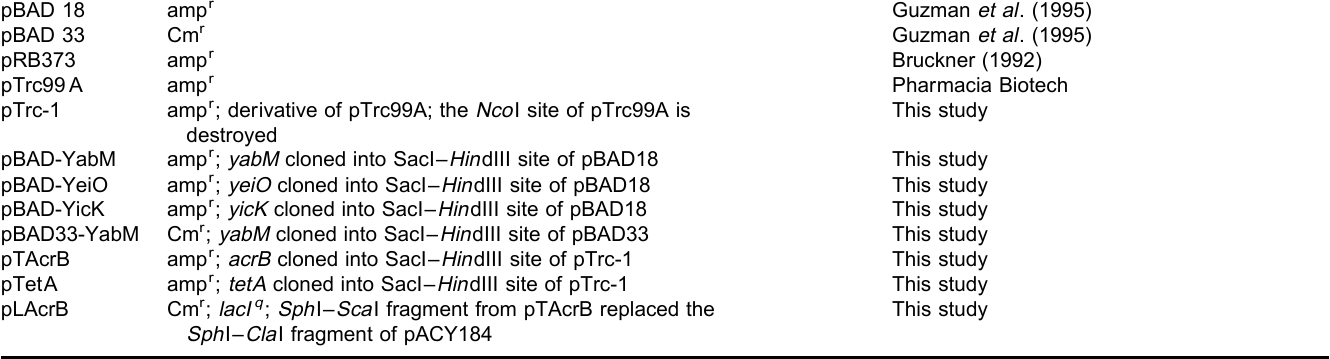 pBAD 18 amp^r Guzman et al. (1995)
pBAD 33 Cm^r Guzman et al. (1995)
pRB373 amp^r Bruckner (1992)
pTrc99 A amp^r Pharmacia Biotech
pTrc-1 amp^r; derivative of pTrc99A; the NcoI site of pTrc99A is This study
destroyed
pBAD-YabM amp^r; yabM cloned into SacI–HindIII site of pBAD18 This study
pBAD-YeiO amp^r; yeiO cloned into SacI–HindIII site of pBAD18 This study
pBAD-YicK amp^r; yicK cloned into SacI–HindIII site of pBAD18 This study
pBAD33-YabM Cm^r; yabM cloned into SacI–HindIII site of pBAD33 This study
pTAcrB amp^r; acrB cloned into SacI–HindIII site of pTrc-1 This study
pTetA amp^r; tetA cloned into SacI–HindIII site of pTrc-1 This study
pLAcrB Cm^r; lacI^q; SphI–ScaI fragment from pTAcrB replaced the This study
SphI–ClaI fragment of pACY184